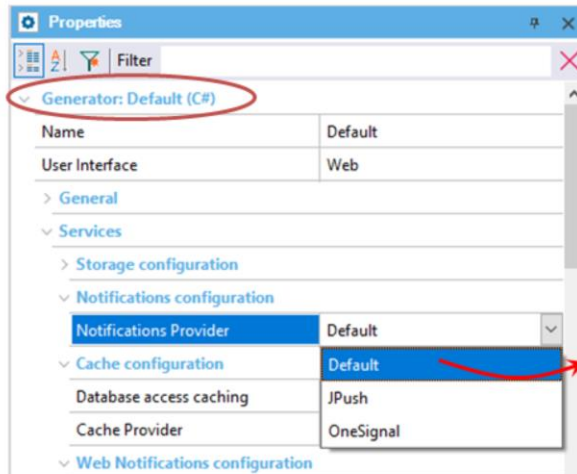 Properties
Filter
Generator: Default (C#)
Name Default
User Interface Web
General
Services
Storage configuration
Notifications configuration
Notifications Provider Default
Cache configuration Default
Database access caching JPush
Cache Provider OneSignal
Web Notifications configuration